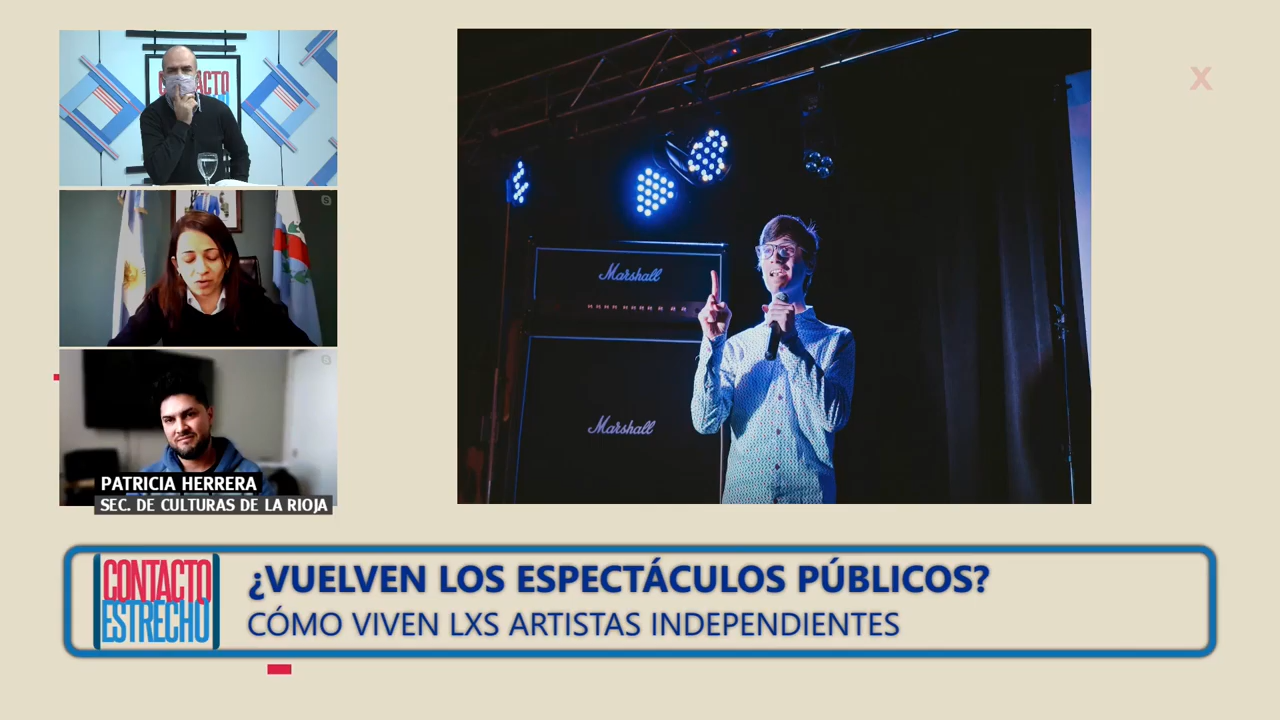 CONTACTO
Marshall
Marshall
X
PATRICIA HERRERA
SEC. DE CULTURAS DE LA RIOJA
CONTACTO
ESTRECHO
¿VUELVEN LOS ESPECTÁCULOS PÚBLICOS?
CÓMO VIVEN LXS ARTISTAS INDEPENDIENTES